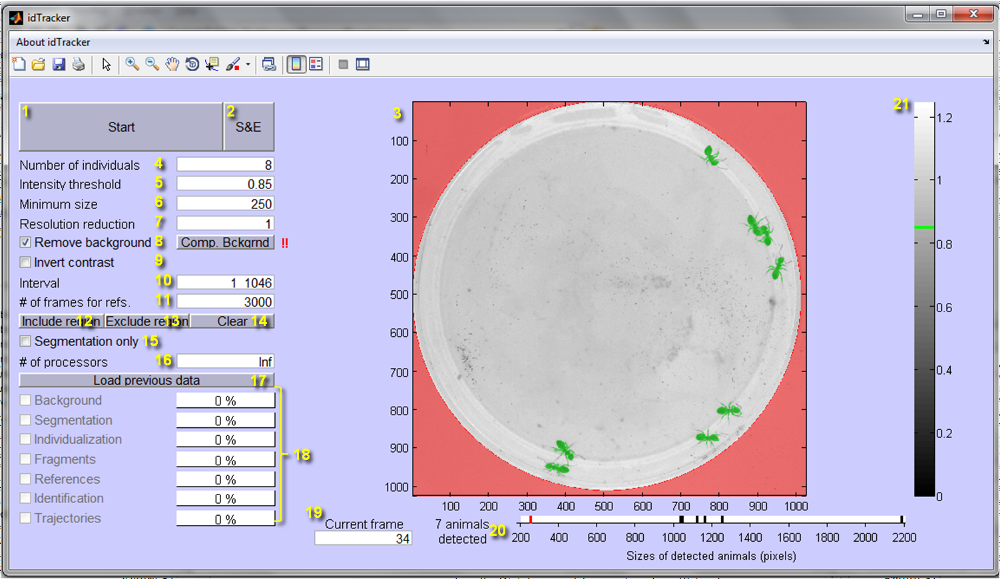 idTracker
About idTracker
1 Start 2 S&E
Number of individuals 4 8
Intensity threshold 5 0.85
Minimum size 6 250
Resolution reduction 7 1
Remove background 8 Comp. Bckgrnd !!
Invert contrast 9
Interval 10 1 1046
# of frames for refs. 11 3000
Include region 12 Exclude region 13 Clear 14
Segmentation only 15
# of processors 16 Inf
Load previous data 17
Background 0 %
Segmentation 0 %
Individualization 0 %
Fragments 0 %
References 0 %
Identification 0 %
Trajectories 0 %
18
3
100
200
300
400
500
600
700
800
900
1000
100 200 300 400 500 600 700 800 900 1000
21
1.2
1
0.8
0.6
0.4
0.2
0
19
Current frame
34
7 animals
detected
20
200 400 600 800 1000 1200 1400 1600 1800 2000 2200
Sizes of detected animals (pixels)